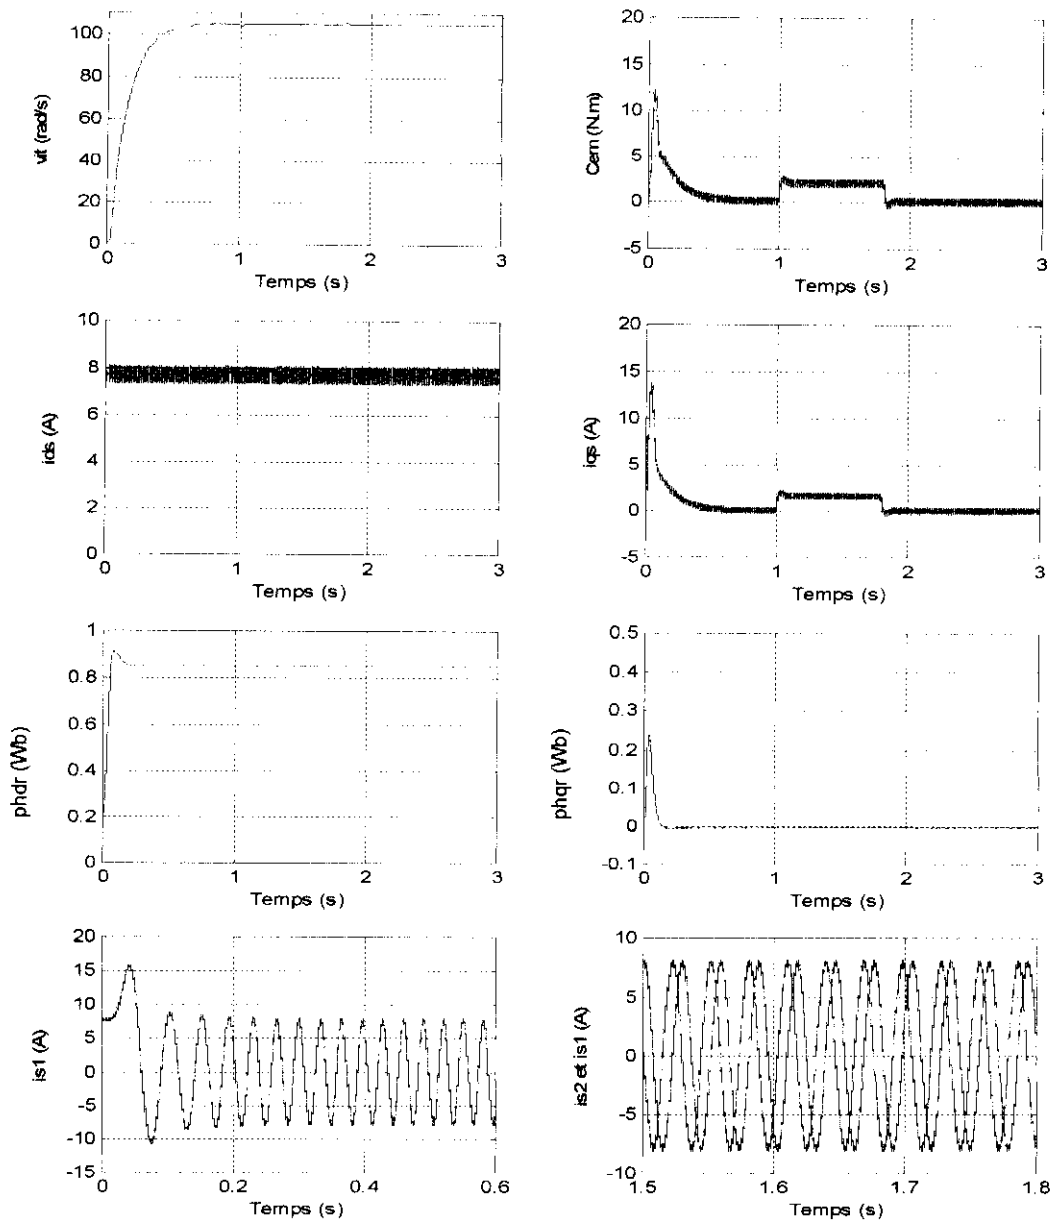 100
80
60
40
20
0
vit (rad/s)
0 1 2 3
Temps (s)
20
15
10
5
0
-5
Cem (N.m)
0 1 2 3
Temps (s)
10
8
6
4
2
0
ids (A)
0 1 2 3
Temps (s)
20
15
10
5
0
-5
iqs (A)
0 1 2 3
Temps (s)
1
0.8
0.6
0.4
0.2
0
phdr (Wb)
0 1 2 3
Temps (s)
0.5
0.4
0.3
0.2
0.1
0
-0.1
phqr (Wb)
0 1 2 3
Temps (s)
20
15
10
5
0
-5
-10
-15
is1 (A)
0 0.2 0.4 0.6
Temps (s)
10
5
0
-5
-10
is2 et is1 (A)
1.5 1.6 1.7 1.8
Temps (s)